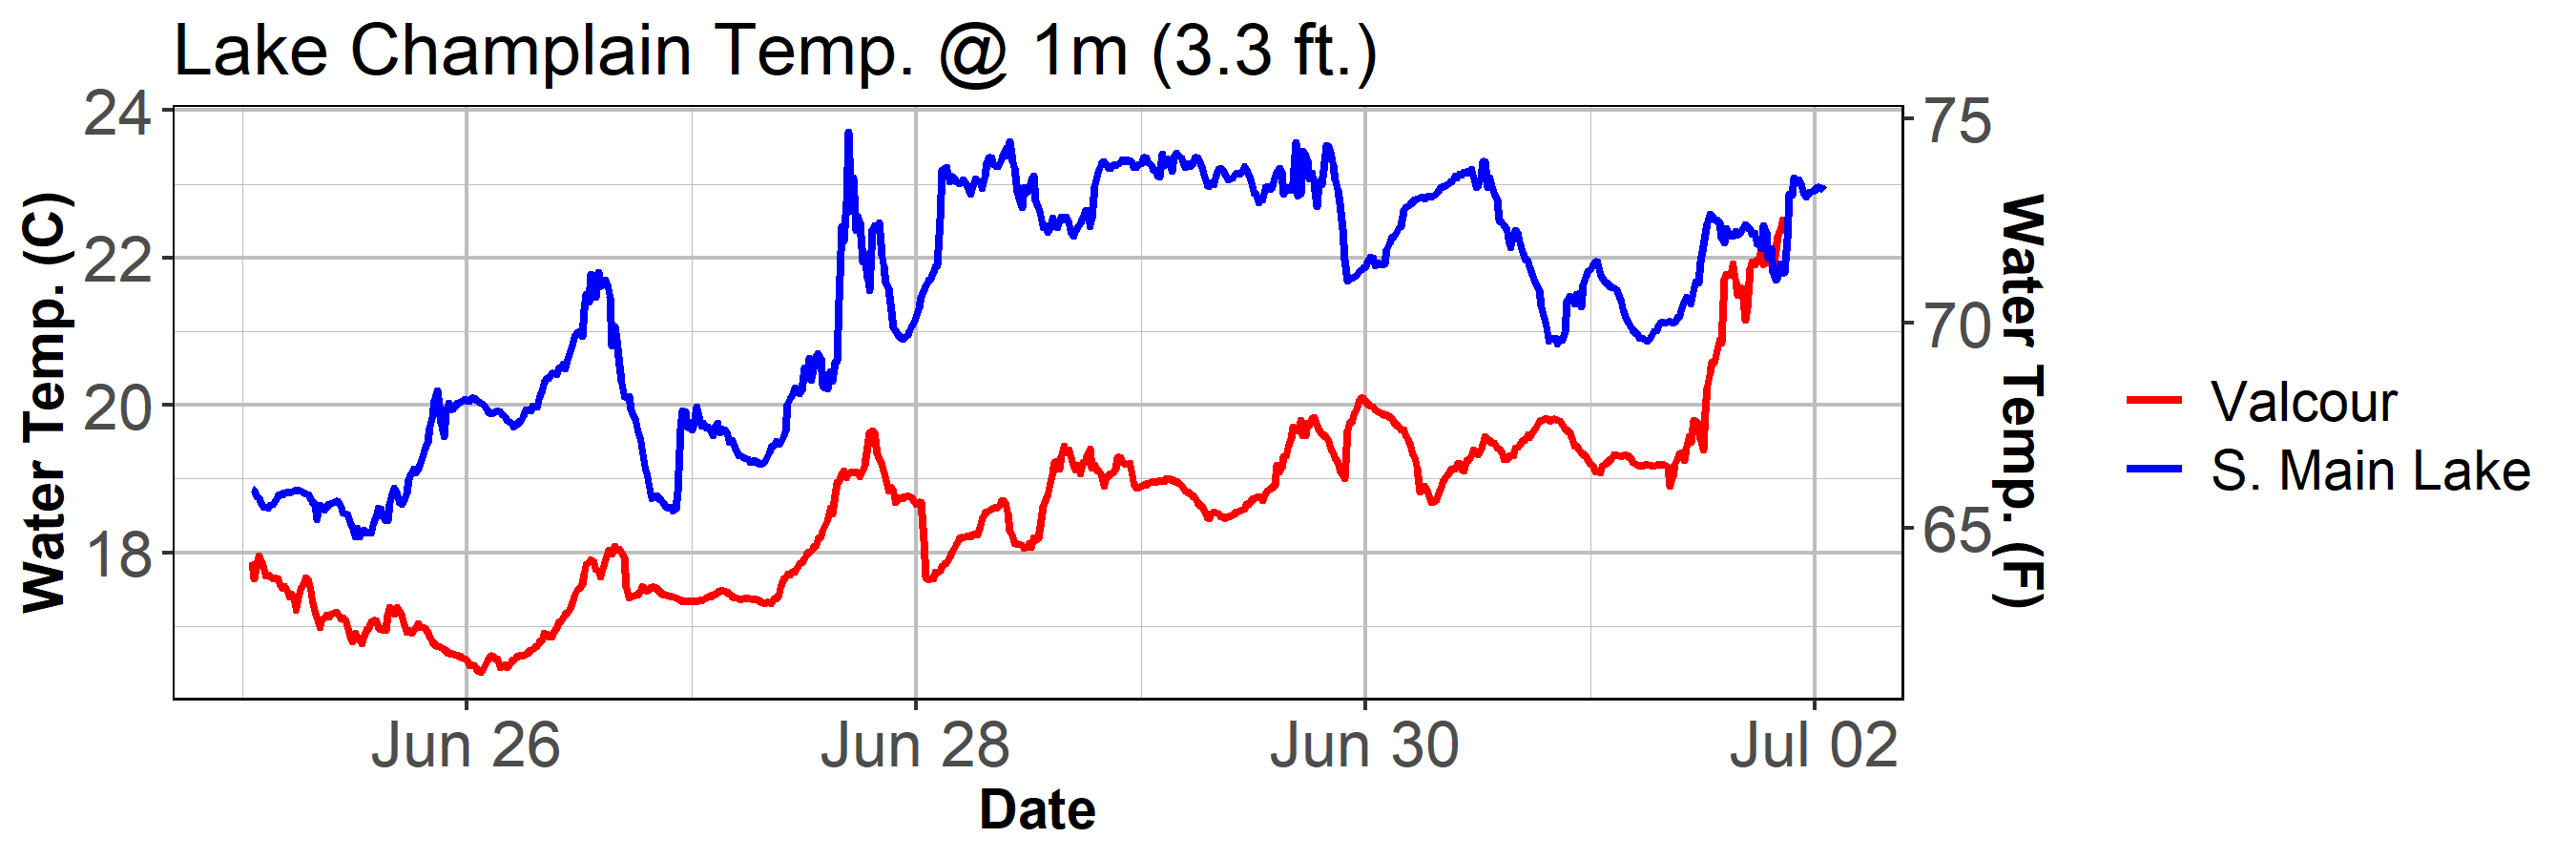 Lake Champlain Temp. @ 1m (3.3 ft.)
Water Temp. (C)
24
22
20
18
75
70
65
Water Temp. (F)
Jun 26
Jun 28
Jun 30
Jul 02
Date
Valcour
S. Main Lake